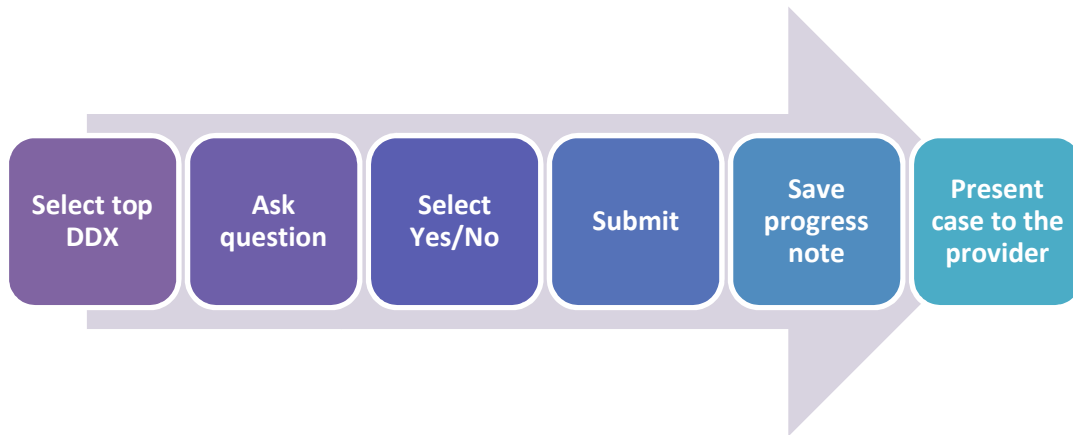 Select top
DDX
Ask
question
Select
Yes/No
Submit
Save
progress
note
Present
case to the
provider